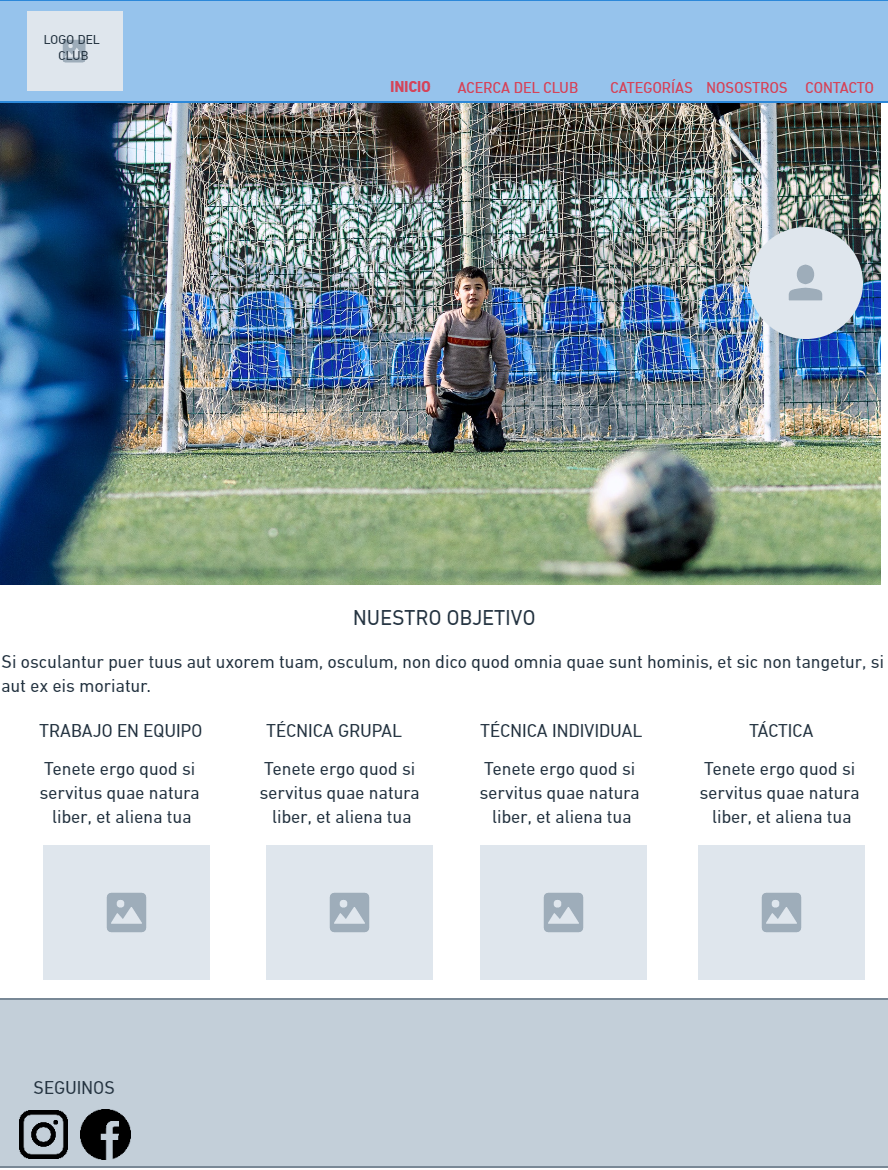 LOGO DEL
CLUB
INICIO ACERCA DEL CLUB CATEGORÍAS NOSOSTROS CONTACTO
NUESTRO OBJETIVO
Si osculantur puer tuus aut uxorem tuam, osculum, non dico quod omnia quae sunt hominis, et sic non tangetur, si
aut ex eis moriatur.
TRABAJO EN EQUIPO
Tenete ergo quod si
servitus quae natura
liber, et aliena tua
TÉCNICA GRUPAL
Tenete ergo quod si
servitus quae natura
liber, et aliena tua
TÉCNICA INDIVIDUAL
Tenete ergo quod si
servitus quae natura
liber, et aliena tua
TÁCTICA
Tenete ergo quod si
servitus quae natura
liber, et aliena tua
SEGUINOS